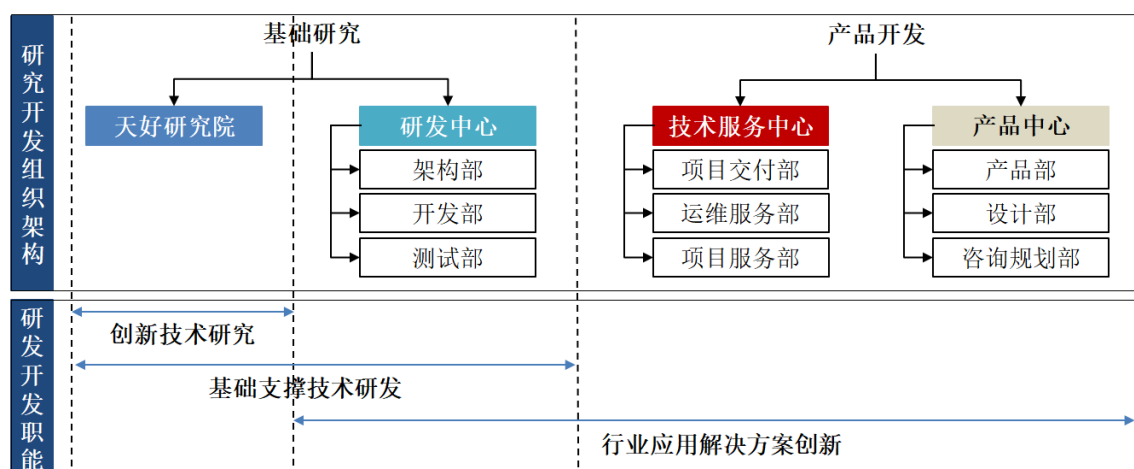 研究开发组织架构
基础研究
产品开发
天好研究院
研发中心
技术服务中心
产品中心
架构部
项目交付部
产品部
开发部
运维服务部
设计部
测试部
项目服务部
咨询规划部
研发开发职能
创新技术研究
基础支撑技术研发
行业应用解决方案创新